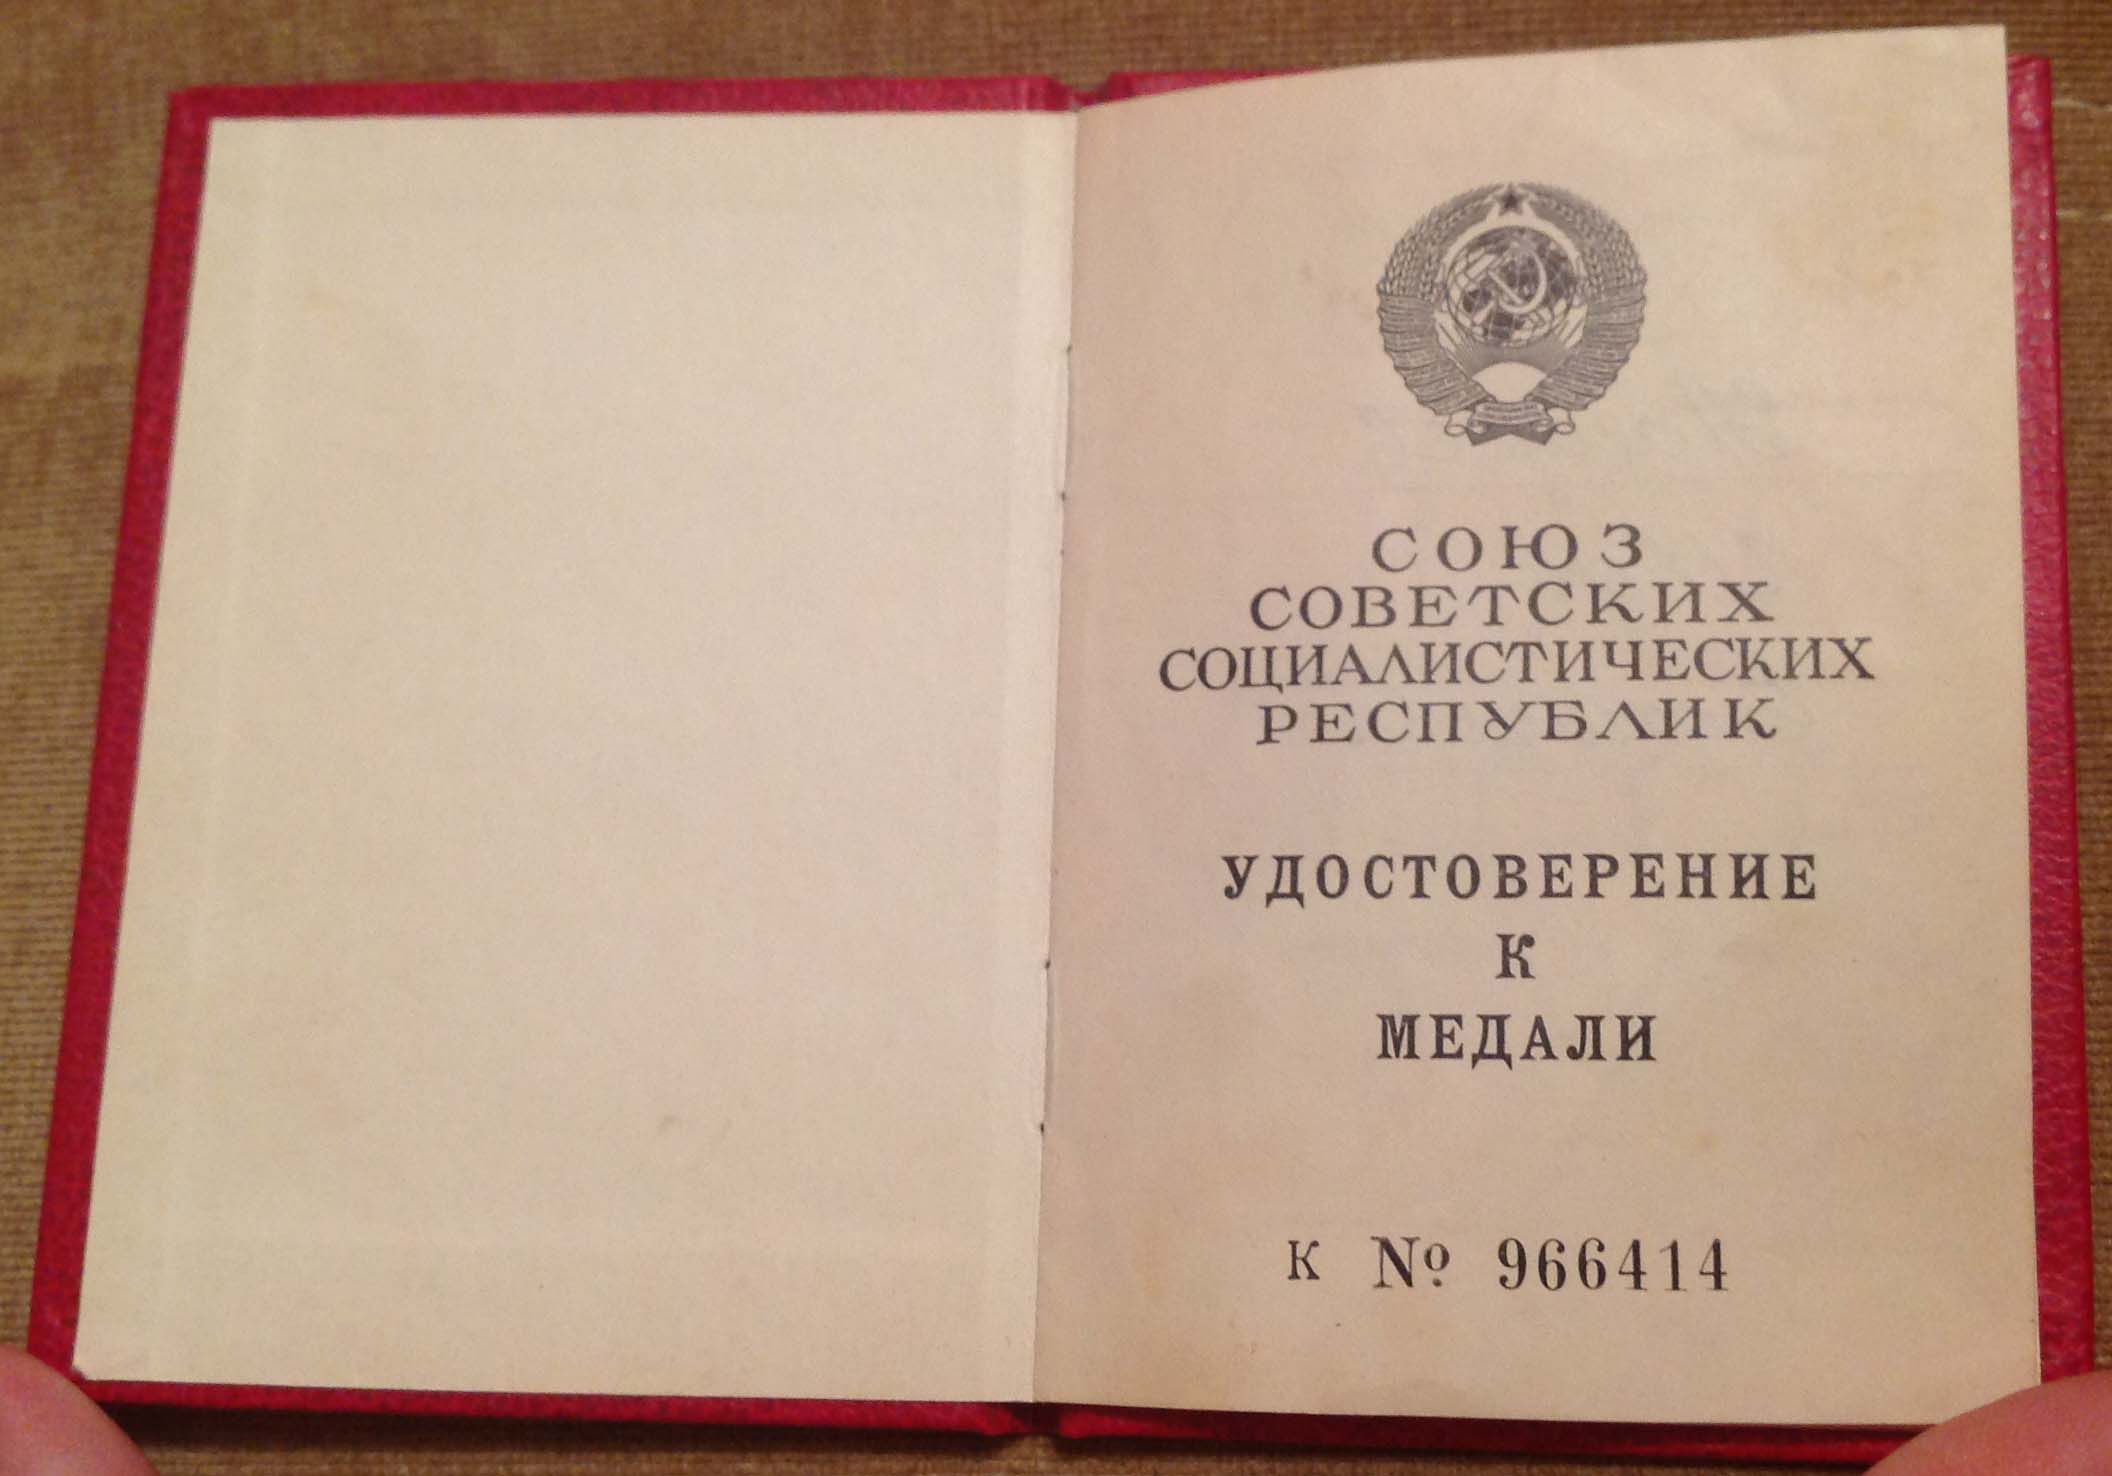 СОЮЗ
СОВЕТСКИХ
СОЦИАЛИСТИЧЕСКИХ
РЕСПУБЛИК
УДОСТОВЕРЕНИЕ
К
МЕДАЛИ
К № 966414